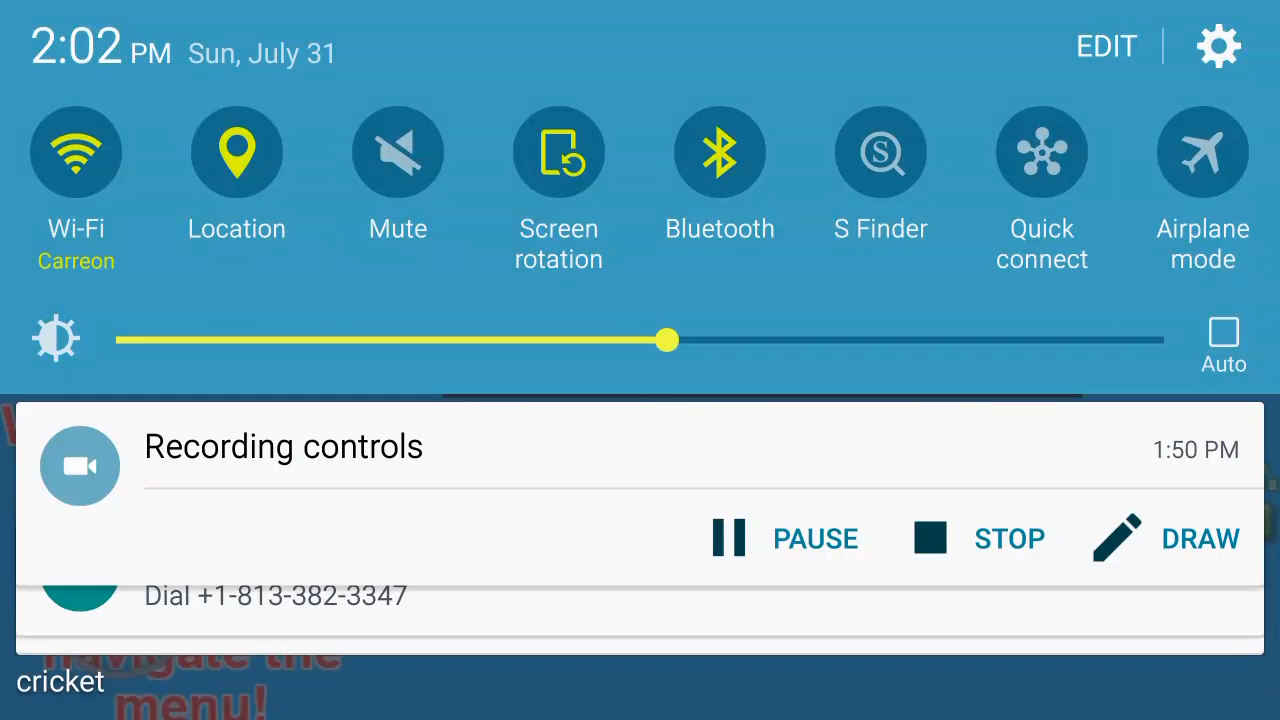 2:02 PM Sun, July 31 EDIT
Wi-Fi Location Mute Screen rotation Bluetooth S Finder Quick connect Airplane mode
Carreon
Auto
Recording controls 1:50 PM
PAUSE STOP DRAW
Dial +1-813-382-3347
navigate the
cricket
menu!